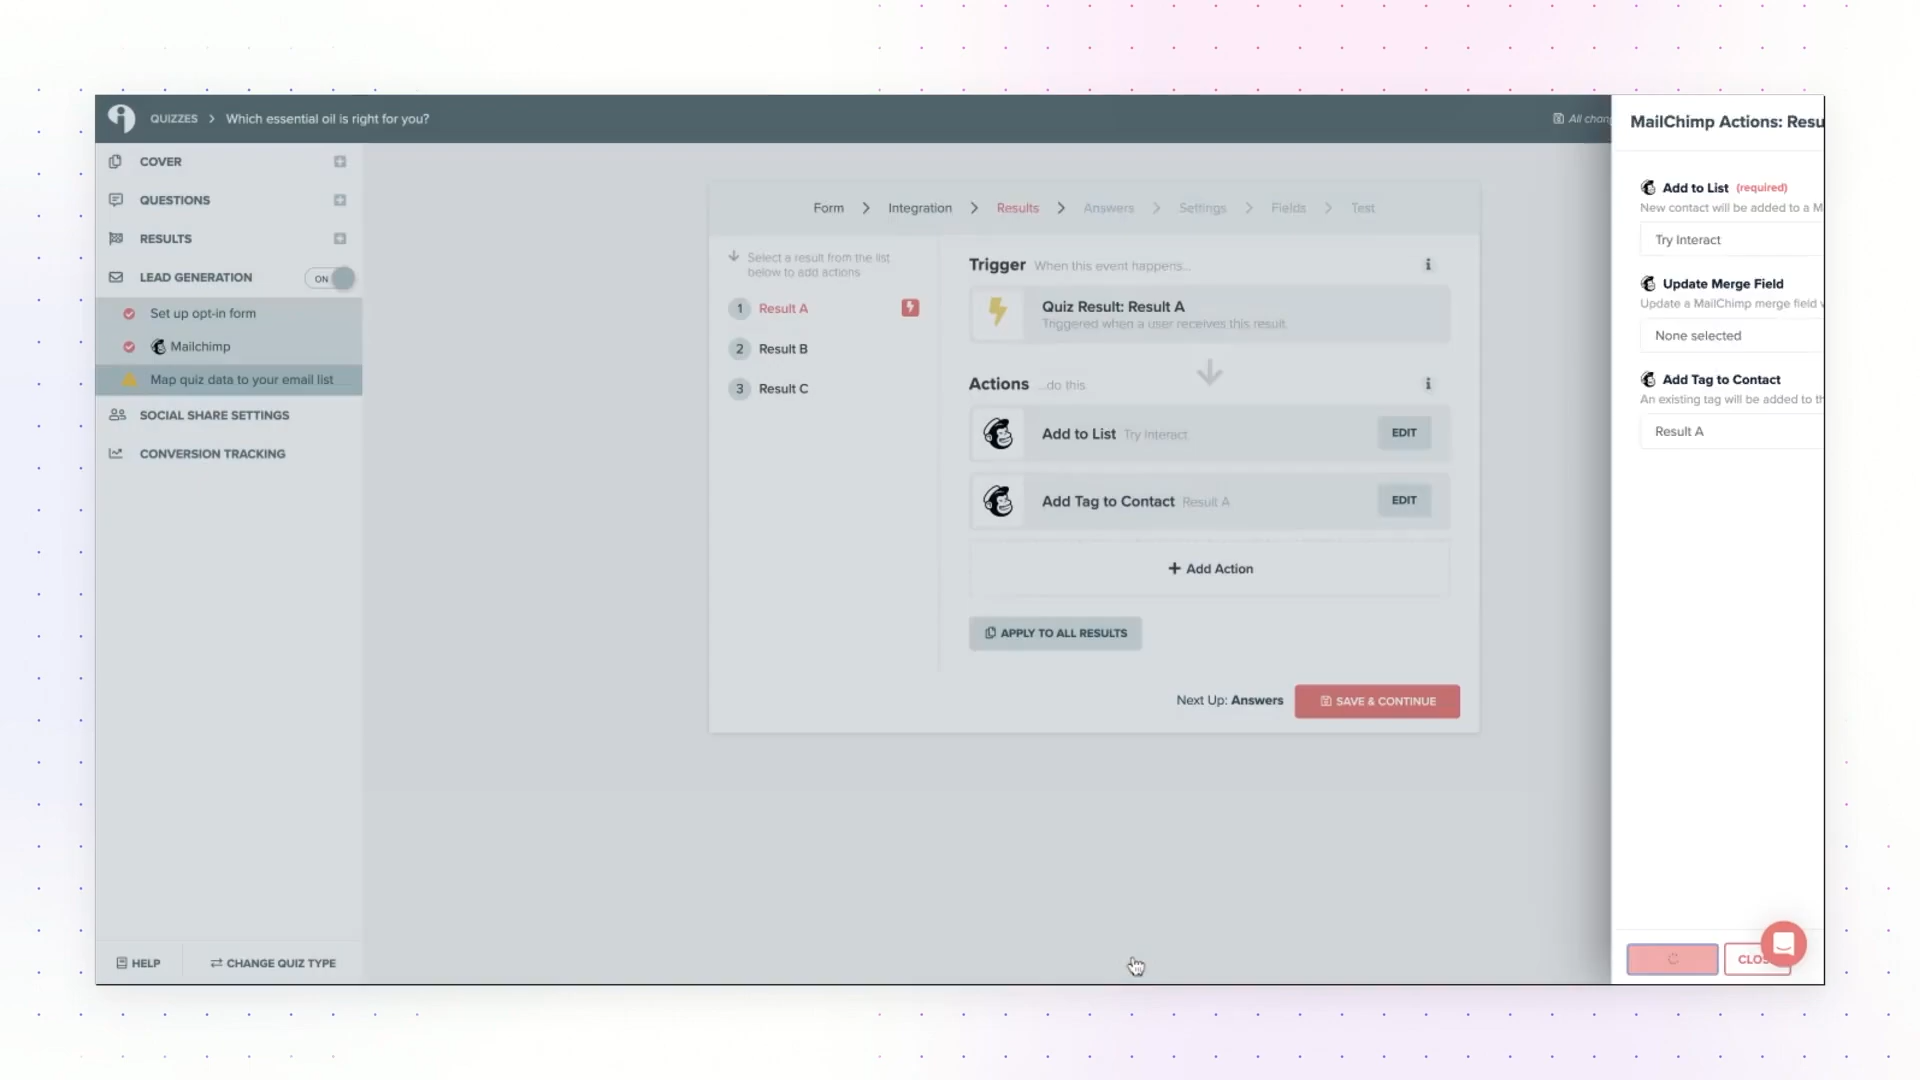 QUIZZES > Which essential oil is right for you?
All chan
COVER
QUESTIONS
RESULTS
LEAD GENERATION ON
Set up opt-in form
Mailchimp
Map quiz data to your email list
SOCIAL SHARE SETTINGS
CONVERSION TRACKING
HELP
CHANGE QUIZ TYPE
Form > Integration > Results > Answers > Settings > Fields > Test
Select a result from the list
below to add actions
1 Result A
2 Result B
3 Result C
Trigger When this event happens...
Quiz Result: Result A
Triggered when a user receives this result
Actions ...do this
Add to List Try Interact
EDIT
Add Tag to Contact Result A
EDIT
+ Add Action
APPLY TO ALL RESULTS
Next Up: Answers
SAVE & CONTINUE
MailChimp Actions: Resu
Add to List (required)
New contact will be added to a M
Try Interact
Update Merge Field
Update a MailChimp merge field
None selected
Add Tag to Contact
An existing tag will be added to th
Result A
CLOS